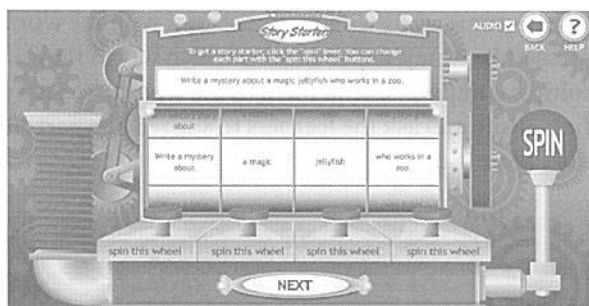 Story Starter
AUDIO
BACK
HELP
To get a story starter, click the "spin" lever. You can change
each part with the "spin this wheel" buttons.
Write a mystery about a magic jellyfish who works in a zoo.
about
Write a mystery
about
a magic
jellyfish
who works in a
zoo.
SPIN
spin this wheel
spin this wheel
spin this wheel
spin this wheel
NEXT